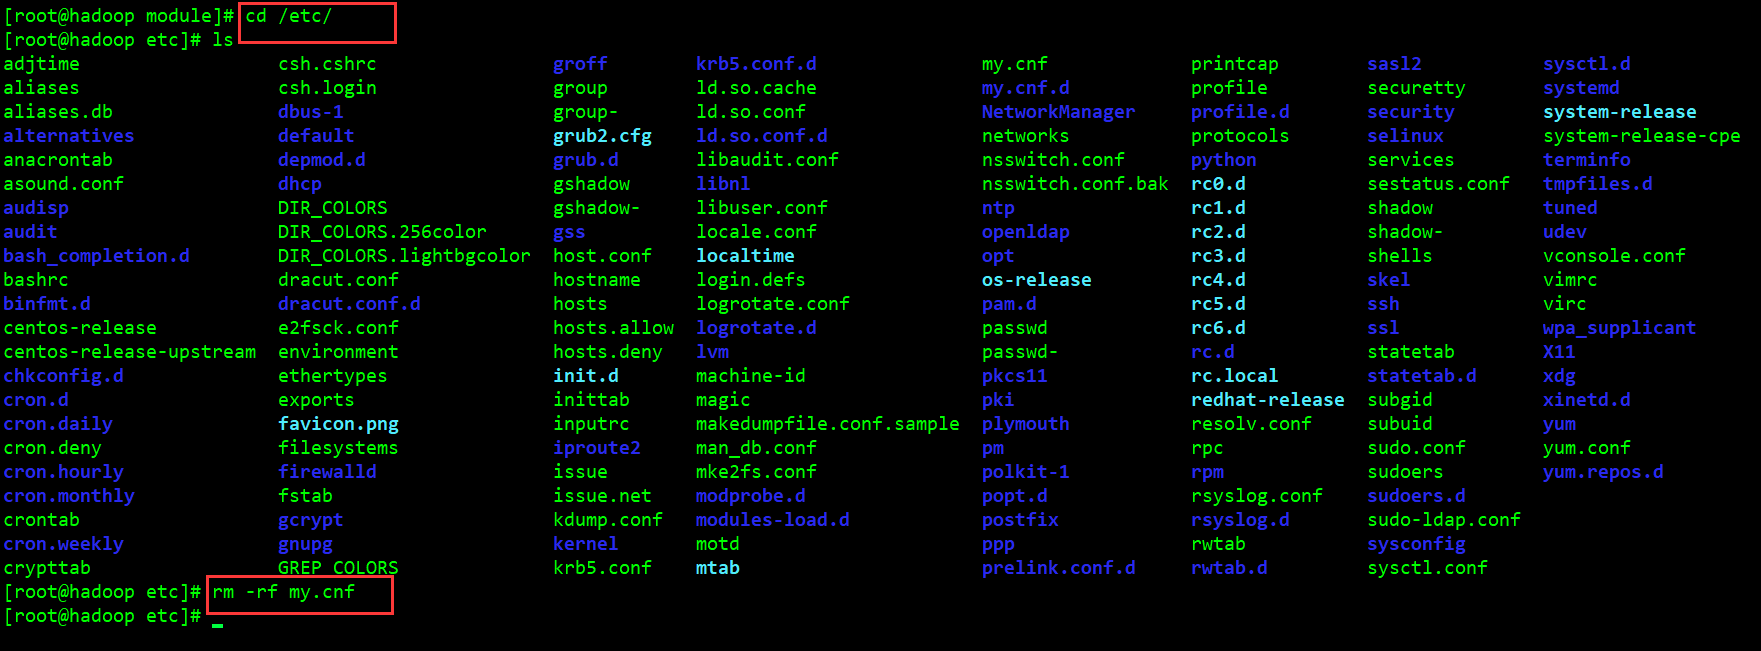 [root@hadoop module]# cd /etc/
[root@hadoop etc]# ls
adjtime csh.cshrc groff krb5.conf.d my.cnf printcap sasl2 sysctl.d
aliases csh.login group ld.so.cache my.cnf.d profile securetty systemd
aliases.db dbus-1 group- ld.so.conf NetworkManager profile.d security system-release
alternatives default grub2.cfg ld.so.conf.d networks protocols selinux system-release-cpe
anacrontab depmod.d grub.d libaudit.conf nsswitch.conf python services terminfo
asound.conf dhcp gshadow libnl nsswitch.conf.bak rc0.d sestatus.conf tmpfiles.d
audisp DIR_COLORS gshadow- libuser.conf ntp rc1.d shadow tuned
audit DIR_COLORS.256color gss locale.conf openldap rc2.d shadow- udev
bash_completion.d DIR_COLORS.lightbgcolor host.conf localtime opt rc3.d shells vconsole.conf
bashrc dracut.conf hostname login.defs os-release rc4.d skel vimrc
binfmt.d dracut.conf.d hosts logrotate.conf pam.d rc5.d ssh virc
centos-release e2fsck.conf hosts.allow logrotate.d passwd rc6.d ssl wpa_supplicant
centos-release-upstream environment hosts.deny lvm passwd- rc.d statetab X11
chkconfig.d ethertypes init.d machine-id pkcs11 rc.local statetab.d xdg
cron.d exports inittab magic pki redhat-release subgid xinetd.d
cron.daily favicon.png inputrc makedumpfile.conf.sample plymouth resolv.conf subuid yum
cron.deny filesystems iproute2 man_db.conf pm rpc sudo.conf yum.conf
cron.hourly firewalld issue mke2fs.conf polkit-1 rpm sudoers yum.repos.d
cron.monthly fstab issue.net modprobe.d popt.d rsyslog.conf sudoers.d
crontab gcrypt kdump.conf modules-load.d postfix rsyslog.d sudo-ldap.conf
cron.weekly gnupg kernel motd ppp rwtab sysconfig
crypttab GREP_COLORS krb5.conf mtab prelink.conf.d rwtab.d sysctl.conf
[root@hadoop etc]# rm -rf my.cnf
[root@hadoop etc]#